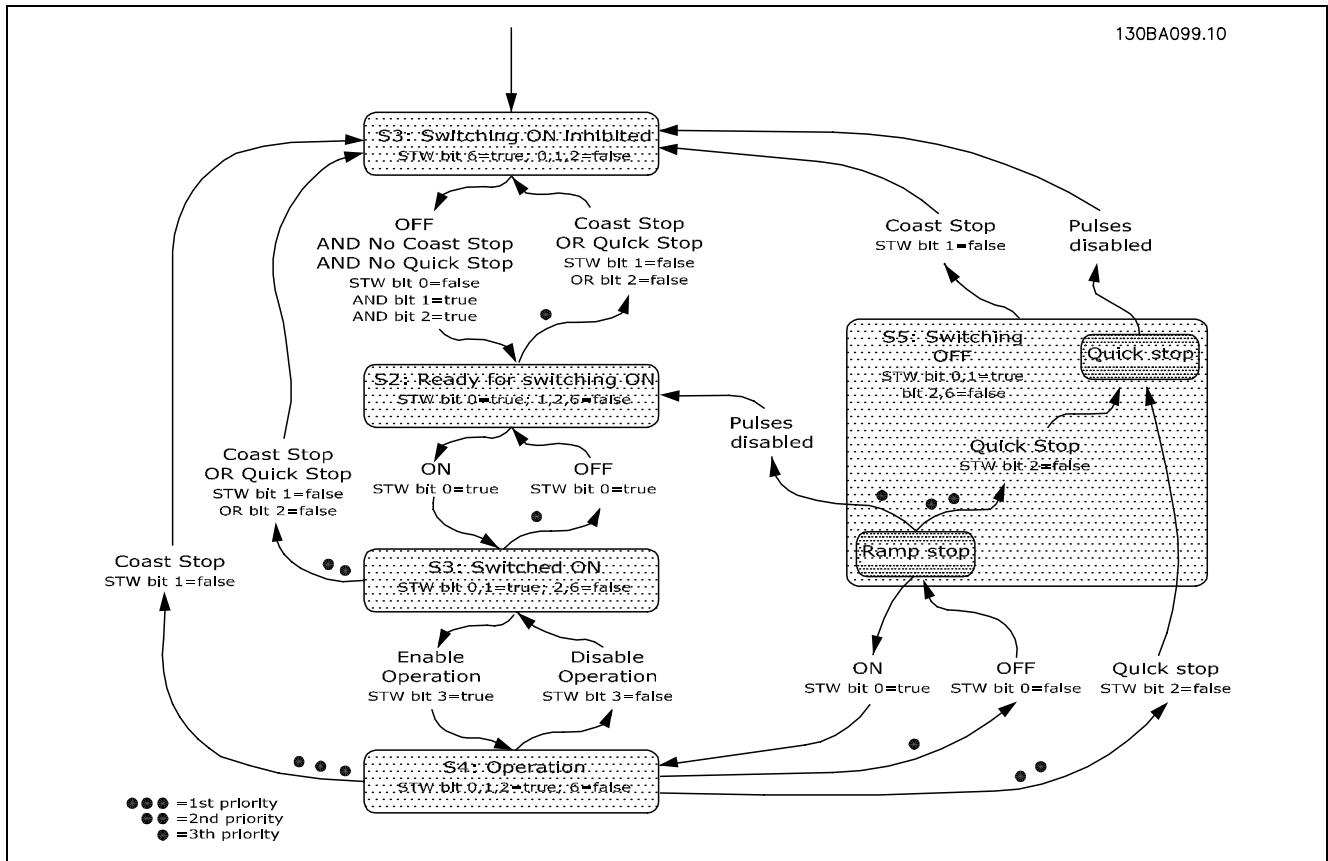 130BA099.10
S3: Switching ON Inhibited
STW bit 6=true; 0,1,2=false
OFF
AND No Coast Stop
AND No Quick Stop
STW bit 0=false
AND bit 1=true
AND bit 2=true
Coast Stop
OR Quick Stop
STW bit 1=false
OR bit 2=false
Coast Stop
STW bit 1=false
Pulses
disabled
S5: Switching
OFF
STW bit 0,1=true
bit 2,6=false
Quick stop
S2: Ready for switching ON
STW bit 0=true; 1,2,6=false
Pulses
disabled
Quick Stop
STW bit 2=false
Coast Stop
OR Quick Stop
STW bit 1=false
OR bit 2=false
ON
STW bit 0=true
OFF
STW bit 0=true
Ramp stop
Coast Stop
STW bit 1=false
S3: Switched ON
STW bit 0,1=true; 2,6=false
Enable
Operation
STW bit 3=true
Disable
Operation
STW bit 3=false
ON
STW bit 0=true
OFF
STW bit 0=false
Quick stop
STW bit 2=false
S4: Operation
STW bit 0,1,2=true; 6=false
=1st priority
=2nd priority
=3th priority